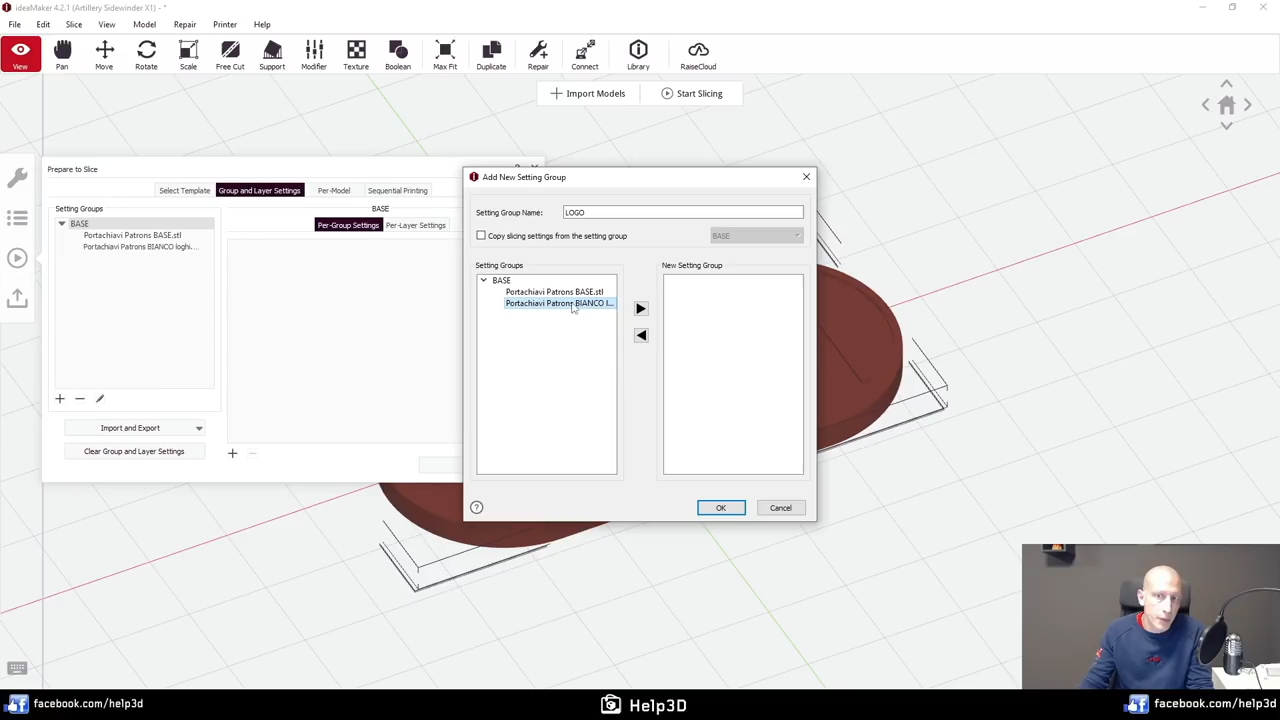 ideaMaker 4.2.1 (Artillery Sidewinder X1) - *
File Edit Slice View Model Repair Printer Help
View Pan Move Rotate Scale Free Cut Support Modifier Texture Boolean Max Fit Duplicate Repair Connect Library RaiseCloud
Import Models Start Slicing
Prepare to Slice
Select Template Group and Layer Settings Per-Model Sequential Printing
Setting Groups
BASE
Portachiavi Patrons BASE.stl
Portachiavi Patrons BIANCO loghi....
Import and Export
Clear Group and Layer Settings
BASE
Per-Group Settings Per-Layer Settings
Add New Setting Group
Setting Group Name: LOGO
Copy slicing settings from the setting group BASE
Setting Groups
BASE
Portachiavi Patrons BASE.stl
Portachiavi Patrons BIANCO l...
New Setting Group
OK Cancel
facebook.com/help3d
Help3D
facebook.com/help3d